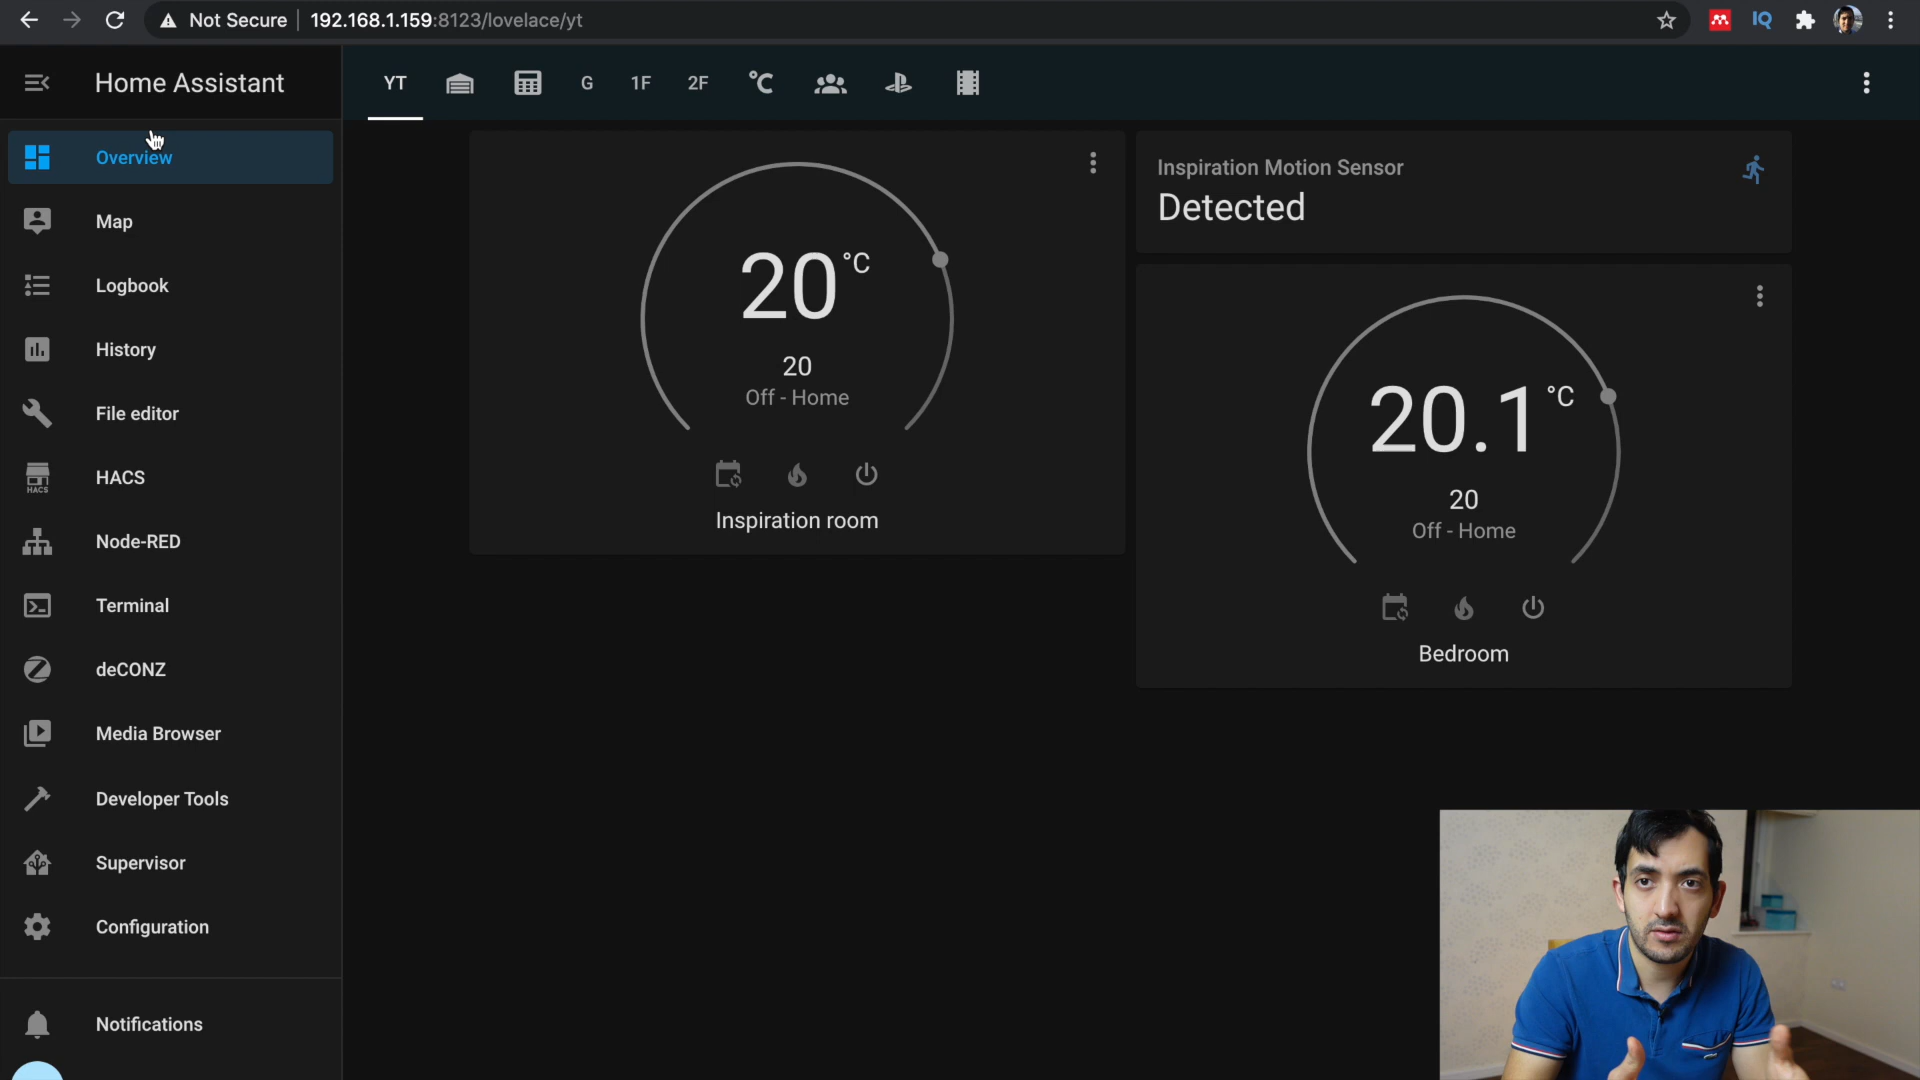 Not Secure
192.168.1.159:8123/lovelace/yt
IQ
Home Assistant
YT
G
1F
2F
°C
Overview
Map
Logbook
History
File editor
HACS
HACS
Node-RED
Terminal
deCONZ
Media Browser
Developer Tools
Supervisor
Configuration
Notifications
20 °C
20
Off - Home
Inspiration room
Inspiration Motion Sensor
Detected
20.1 °C
20
Off - Home
Bedroom